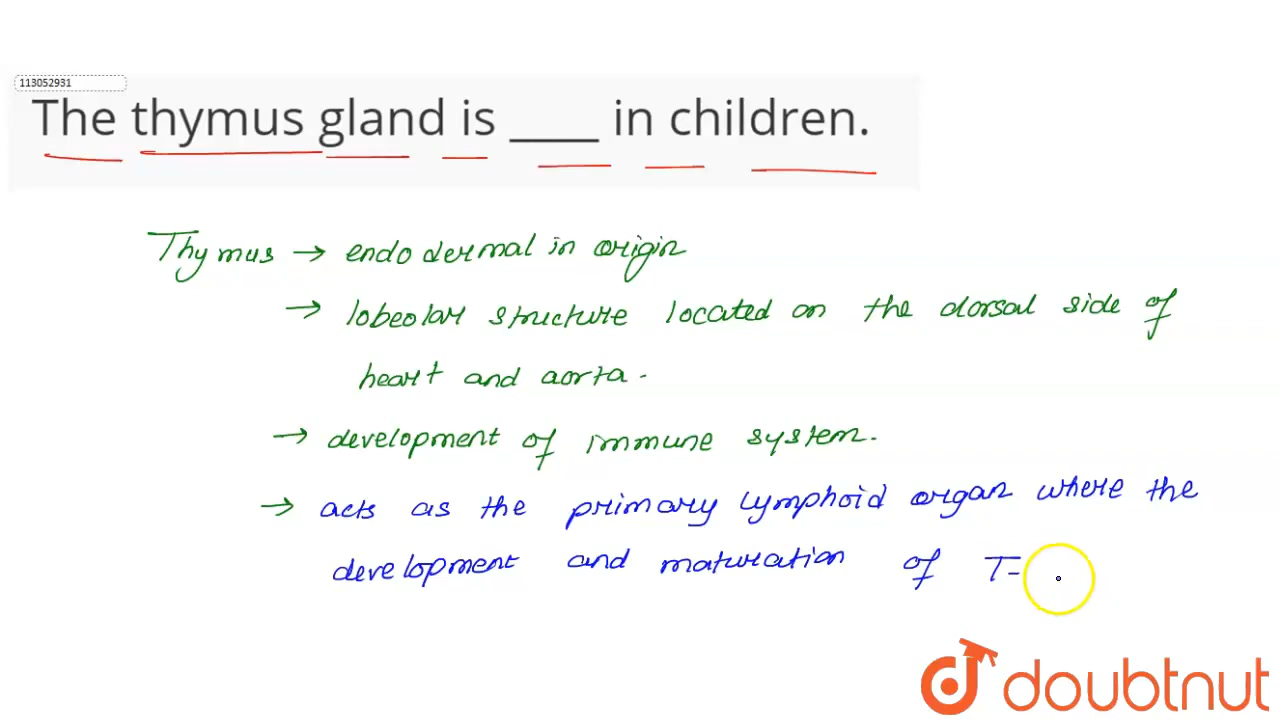 113052931
The thymus gland is ____ in children.
Thymus → endodermal in origin
→ lobeolar structure located on the dorsal side of
heart and aorta.
→ development of immune system.
→ acts as the primary lymphoid organ where the
development and maturation of T-
doubtnut